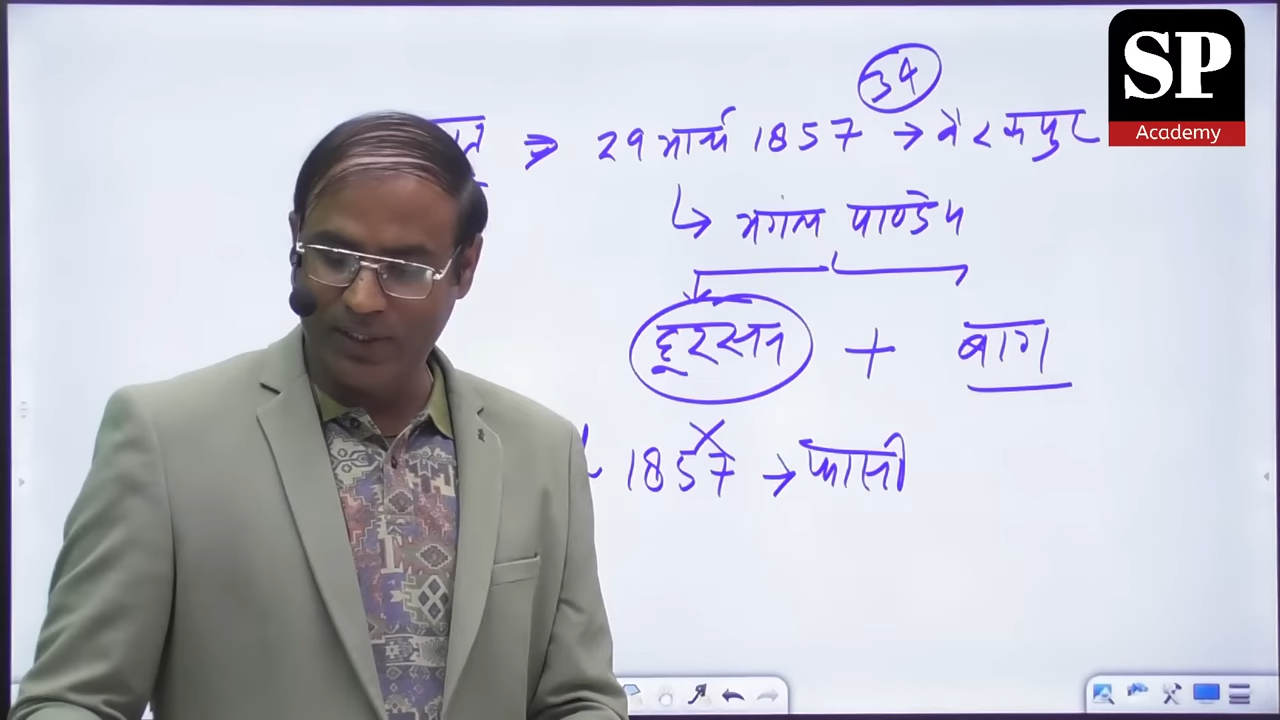 SP
Academy
34
⇒ 29 मार्च 1857 → बैरकपुर
↳ मंगल पाण्डेय
ह्यूरसन + बाग
1857 → फासी